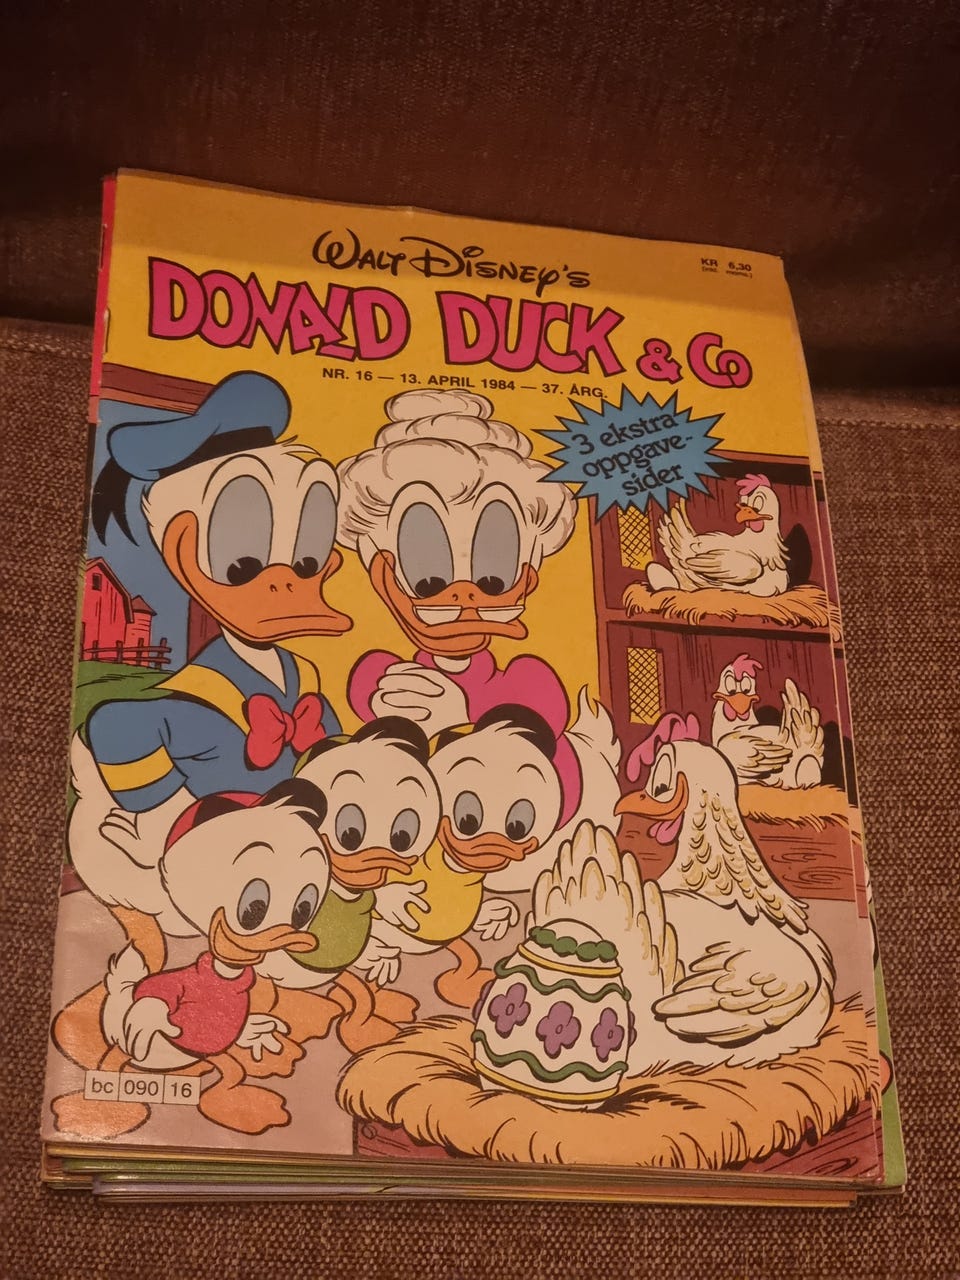 WALT DISNEY'S
KR 6,30
(inkl. moms.)
DONALD DUCK & Co
NR. 16 — 13. APRIL 1984 — 37. ÅRG.
3 ekstra
oppgave-
sider
bc 090 16